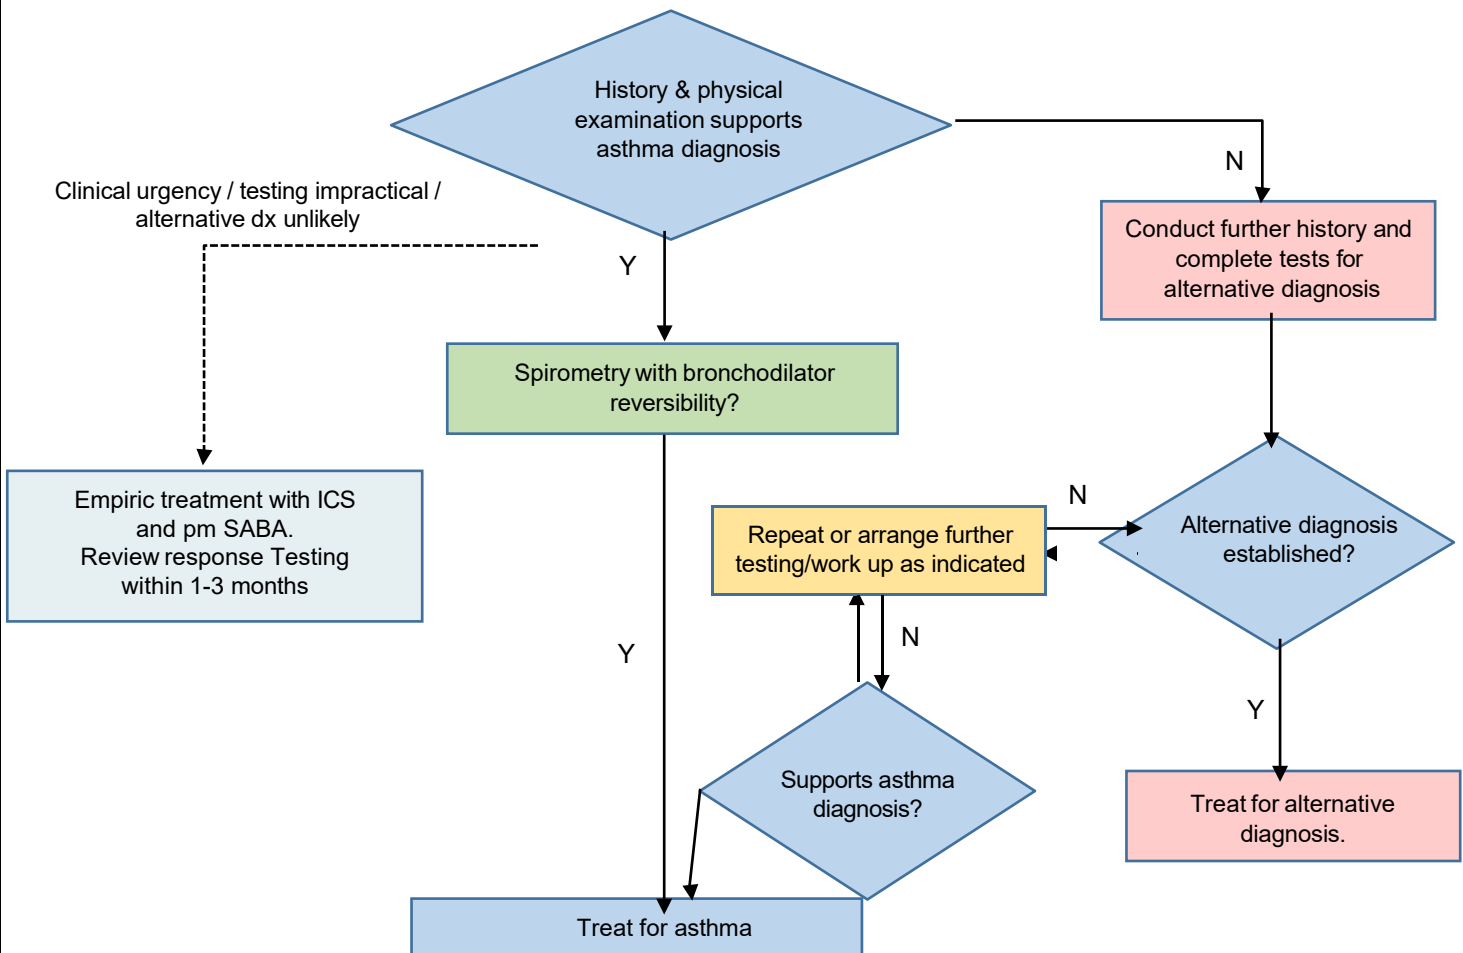 History & physical
examination supports
asthma diagnosis
N
Clinical urgency / testing impractical /
alternative dx unlikely
Y
Conduct further history and
complete tests for
alternative diagnosis
Spirometry with bronchodilator
reversibility?
Empiric treatment with ICS
and pm SABA.
Review response Testing
within 1-3 months
N
Repeat or arrange further
testing/work up as indicated
Alternative diagnosis
established?
Y
N
Y
Supports asthma
diagnosis?
Treat for alternative
diagnosis.
Treat for asthma